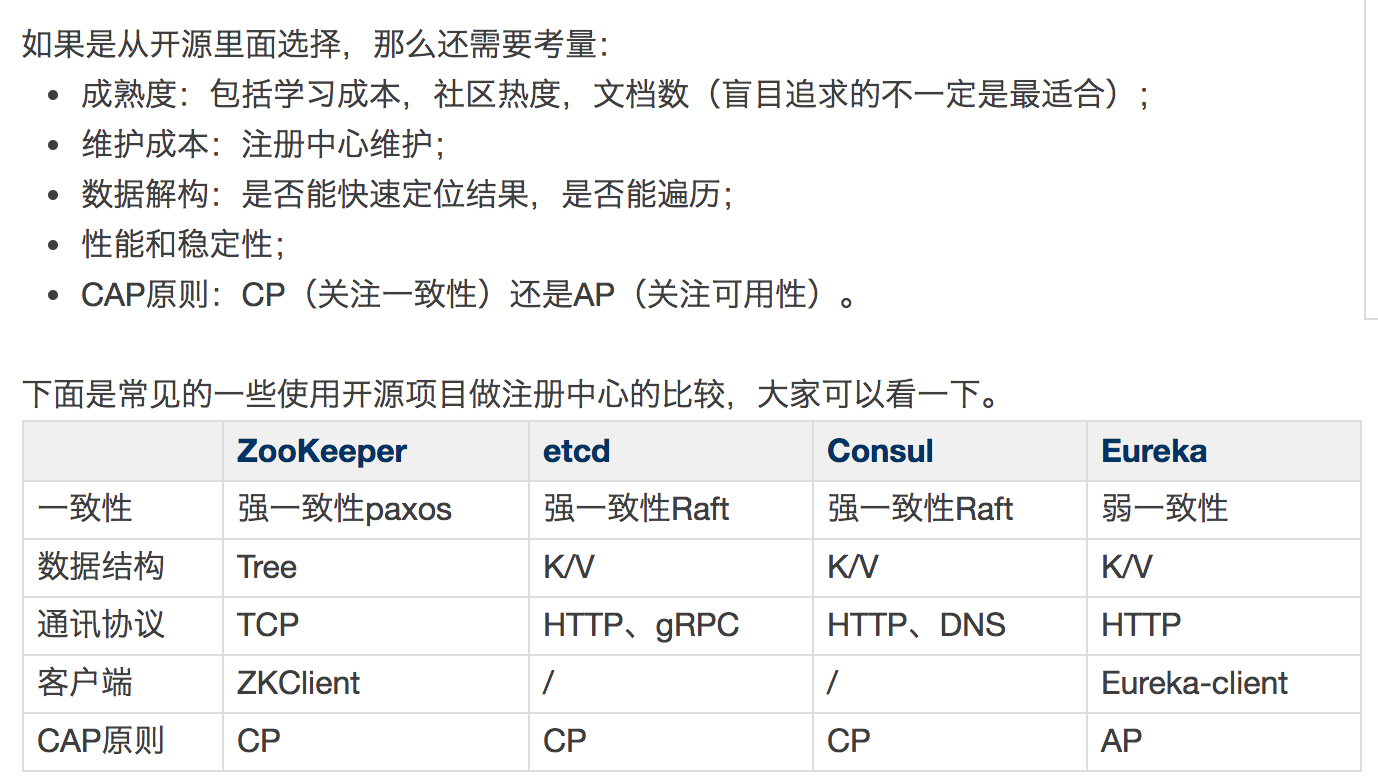 如果是从开源里面选择，那么还需要考量：
• 成熟度：包括学习成本，社区热度，文档数（盲目追求的不一定是最适合）；
• 维护成本：注册中心维护；
• 数据解构：是否能快速定位结果，是否能遍历；
• 性能和稳定性；
• CAP原则：CP（关注一致性）还是AP（关注可用性）。
下面是常见的一些使用开源项目做注册中心的比较，大家可以看一下。
ZooKeeper etcd Consul Eureka
一致性 强一致性paxos 强一致性Raft 强一致性Raft 弱一致性
数据结构 Tree K/V K/V K/V
通讯协议 TCP HTTP、gRPC HTTP、DNS HTTP
客户端 ZKClient / / Eureka-client
CAP原则 CP CP CP AP